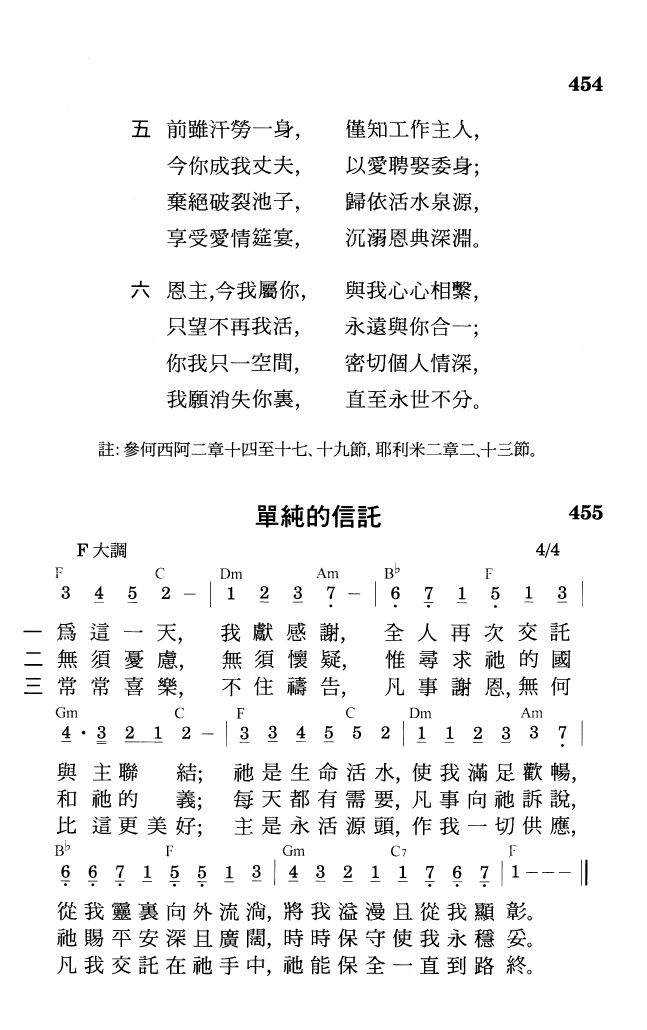 454
五 前雖汗勞一身, 僅知工作主人,
今你成我丈夫, 以愛聘娶委身;
棄絕破裂池子, 歸依活水泉源,
享受愛情筵宴, 沉溺恩典深淵。
六 恩主,今我屬你, 與我心心相繫,
只望不再我活, 永遠與你合一;
你我只一空間, 密切個人情深,
我願消失你裏, 直至永世不分。
註: 參何西阿二章十四至十七、十九節, 耶利米二章二、十三節。
單純的信託 455
F 大調 4/4
F C Dm Am B♭ F
3 4 5 2 – | 1 2 3 7 – | 6 7 1 5 1 3 |
一 爲這一天, 我獻感謝, 全人再次交託
二 無須憂慮, 無須懷疑, 惟尋求祂的國
三 常常喜樂, 不住禱告, 凡事謝恩, 無何
Gm C F C Dm Am
4 · 3 2 1 2 – | 3 3 4 5 5 2 | 1 1 2 3 3 7 |
與主聯結; 祂是生命活水, 使我滿足歡暢,
和祂的義; 每天都有需要, 凡事向祂訴說,
比這更美好; 主是永活源頭, 作我一切供應,
B♭ F Gm C7 F
6 6 7 1 5 5 1 3 | 4 3 2 1 1 7 6 7 | 1 – – – ‖
從我靈裏向外流淌, 將我溢漫且從我顯彰。
祂賜平安深且廣闊, 時時保守使我永穩妥。
凡我交託在祂手中, 祂能保全一直到路終。